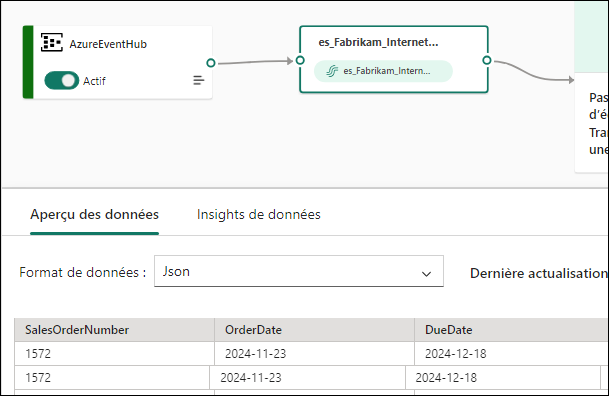 AzureEventHub
Actif
es_Fabrikam_Internet...
es_Fabrikam_Intern...
Pas
d'é
Tra
une
Aperçu des données
Insights de données
Format de données :
Json
Dernière actualisation
SalesOrderNumber OrderDate DueDate
1572 2024-11-23 2024-12-18
1572 2024-11-23 2024-12-18